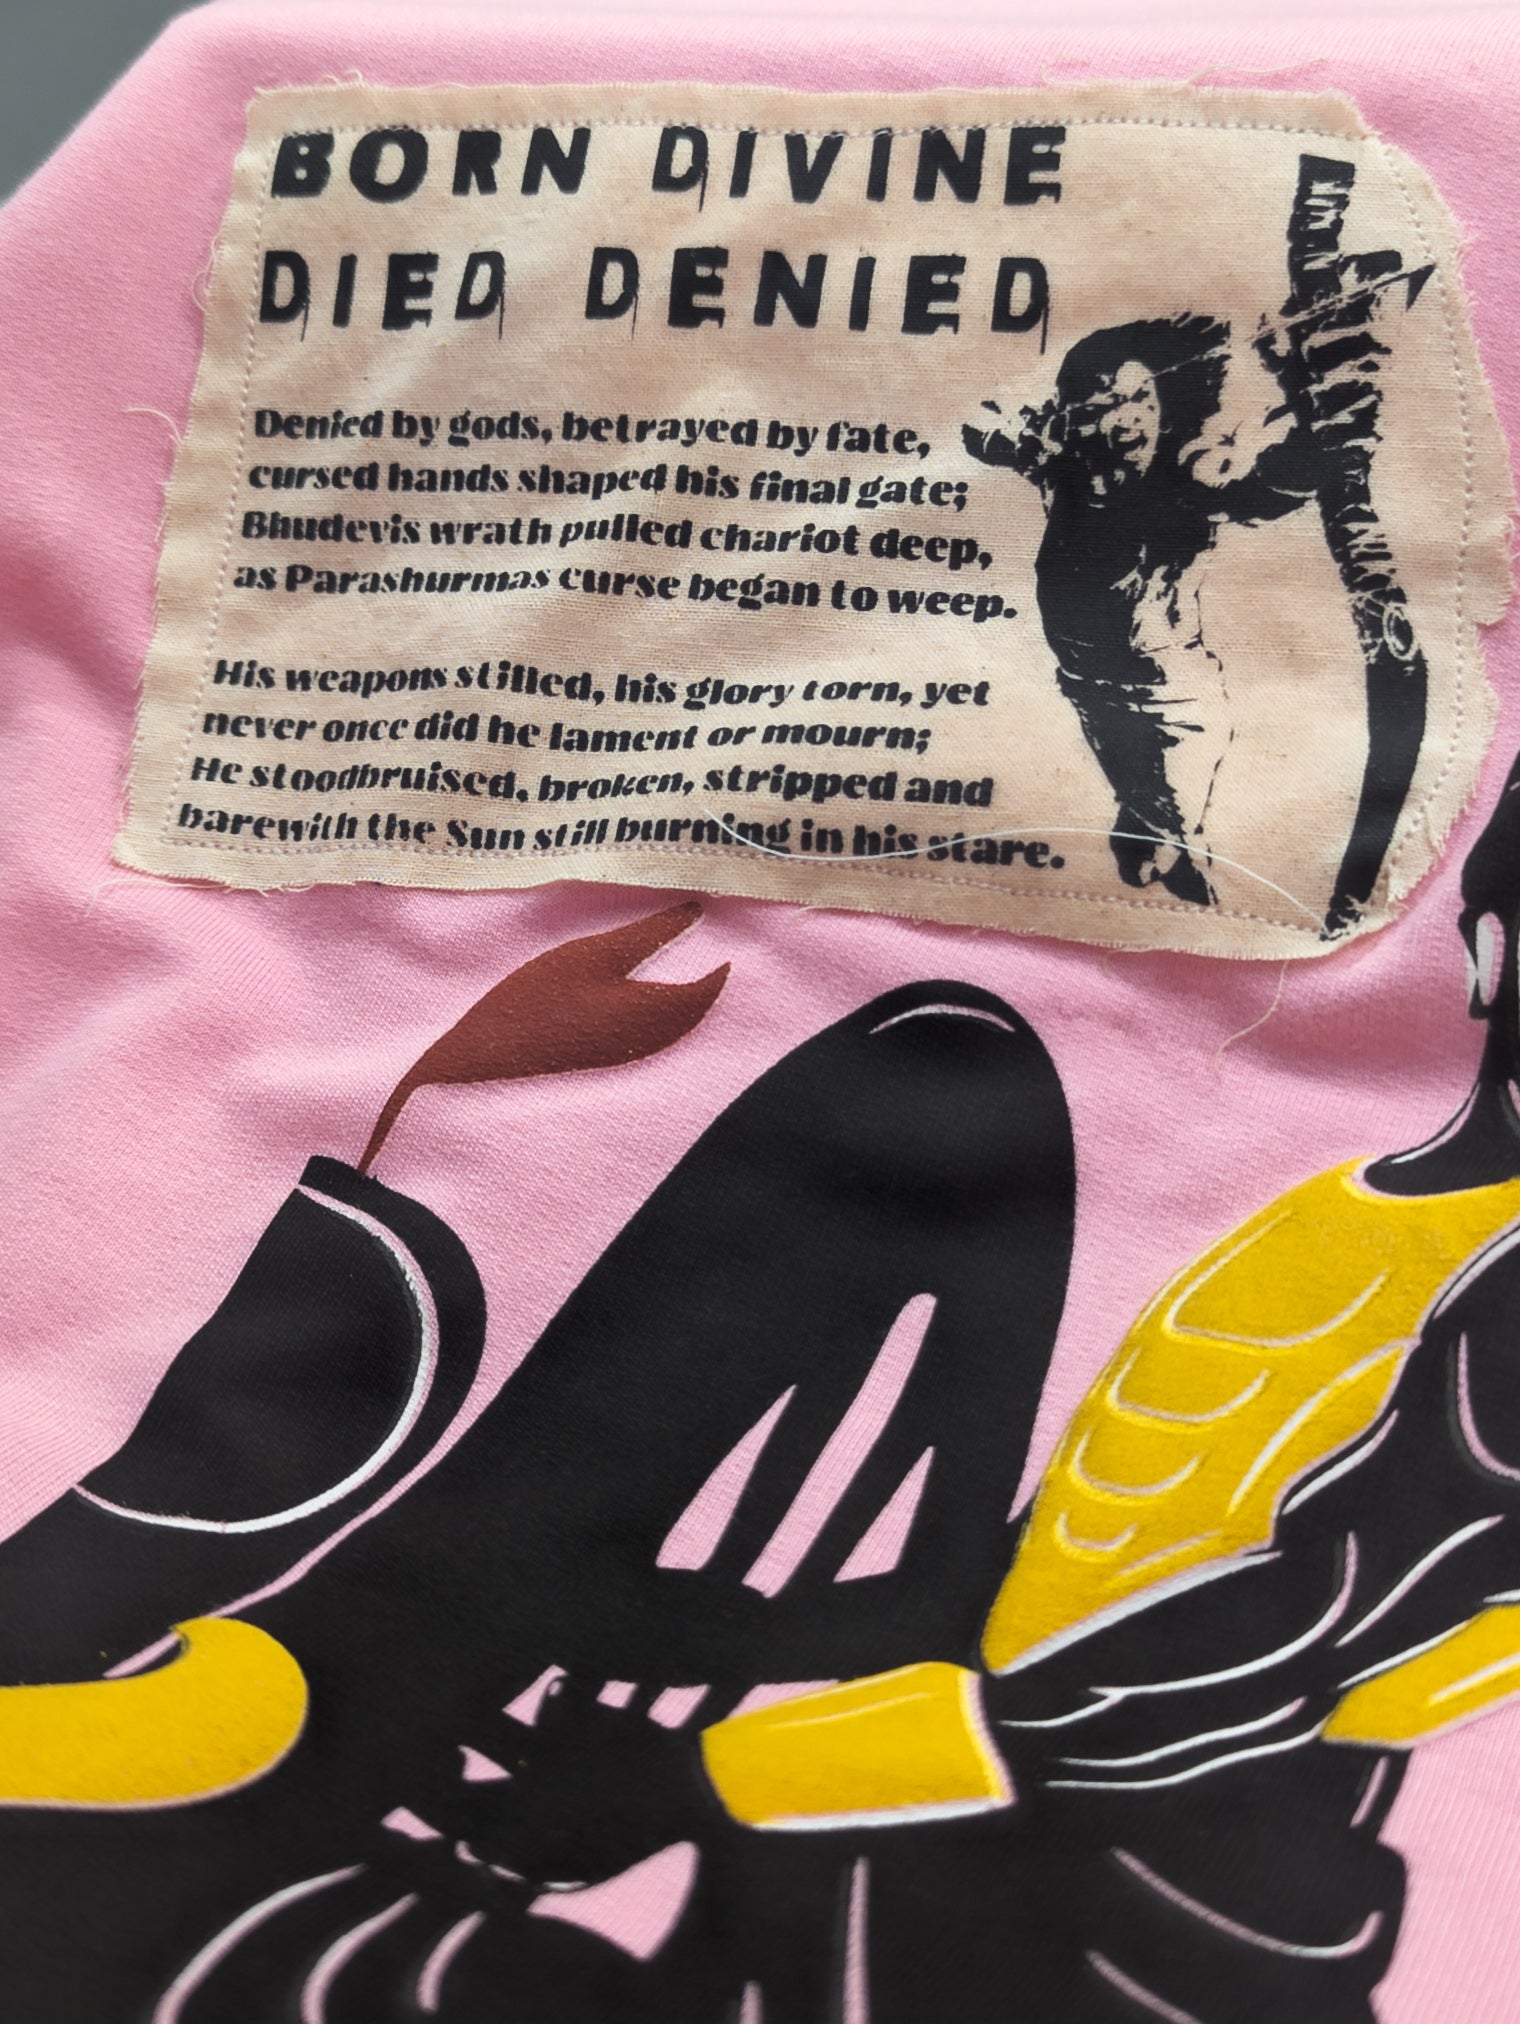 BORN DIVINE
DIED DENIED
Denied by gods, betrayed by fate,
cursed hands shaped his final gate;
Bhudevis wrath pulled chariot deep,
as Parashurmas curse began to weep.
His weapons stilled, his glory torn, yet
never once did he lament or mourn;
He stoodbruised, broken, stripped and
barewith the Sun still burning in his stare.